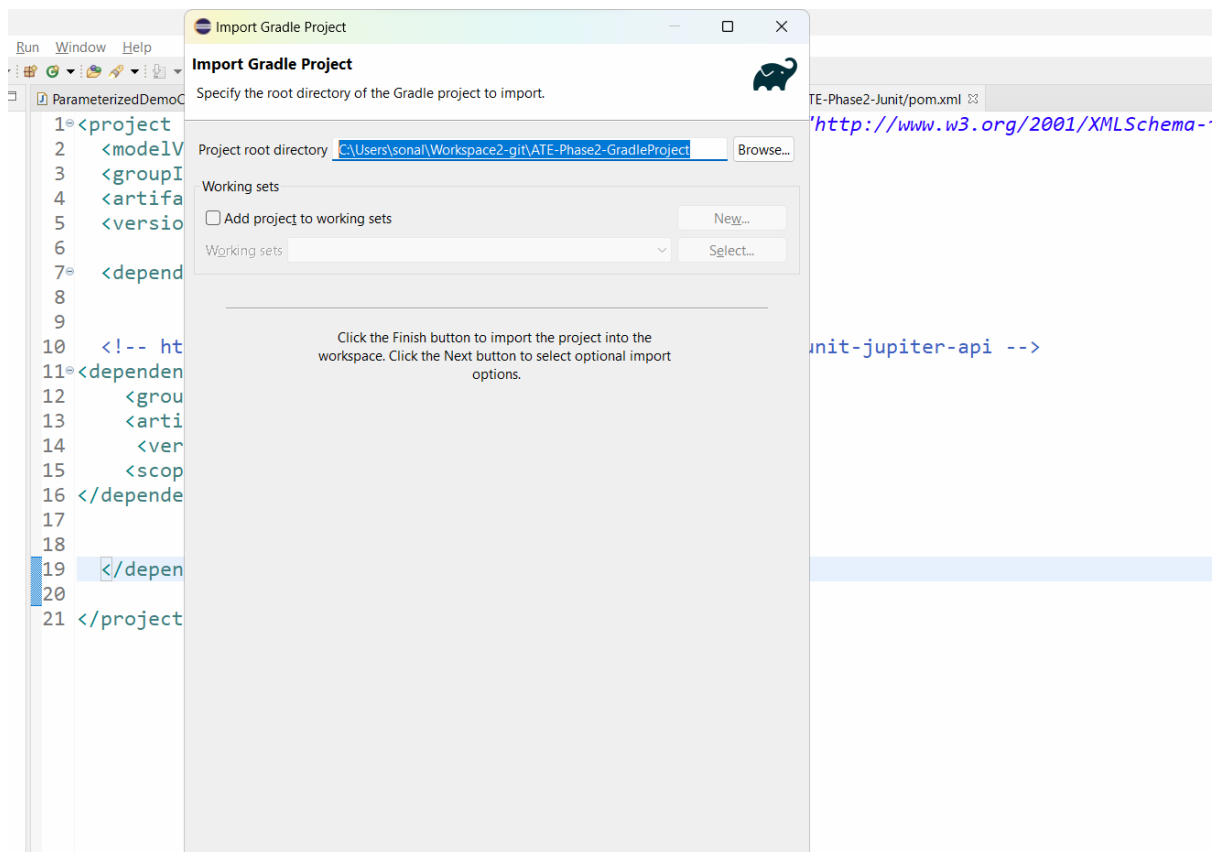 Import Gradle Project
Run Window Help
Import Gradle Project
Specify the root directory of the Gradle project to import.
ParameterizedDemoC
TE-Phase2-Junit/pom.xml
1 <project
'http://www.w3.org/2001/XMLSchema-
Project root directory C:\Users\sonal\Workspace2-git\ATE-Phase2-GradleProject Browse...
2 <modelV
3 <groupI
Working sets
4 <artifa
Add project to working sets New...
5 <versio
Working sets Select...
6
7 <depend
8
9
Click the Finish button to import the project into the
10 <!-- ht
unit-jupiter-api -->
workspace. Click the Next button to select optional import
options.
11 <dependen
12 <grou
13 <arti
14 <ver
15 <scop
16 </depende
17
18
19 </depen
20
21 </project